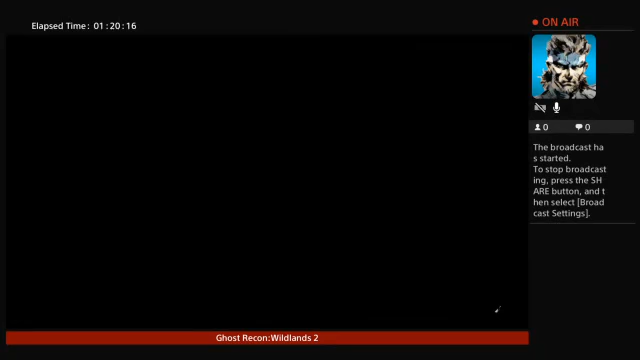 Elapsed Time: 01:20:16
ON AIR
0 0
The broadcast ha
s started.
To stop broadcast
ing, press the SH
ARE button, and t
hen select [Broad
cast Settings].
Ghost Recon:Wildlands 2